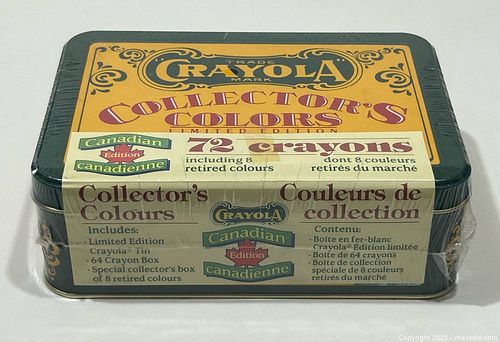 TRADE
"CRAYOLA"
MARK
COLLECTOR'S
COLORS
LIMITED EDITION
Canadian
Edition
canadienne
72 crayons
including 8
retired colours
dont 8 couleurs
retirés du marché
Collector's
Colours
Includes:
· Limited Edition
Crayola® Tin
· 64 Crayon Box
· Special collector's box
of 8 retired colours
CRAYOLA
Canadian
Edition
canadienne
Couleurs de
collection
Contenu:
· Boîte en fer-blanc
Crayola® Édition limitée
· Boîte de 64 crayons
· Boîte de collection
spéciale de 8 couleurs
retirés du marché
Copyright 2025 - maxsold.com